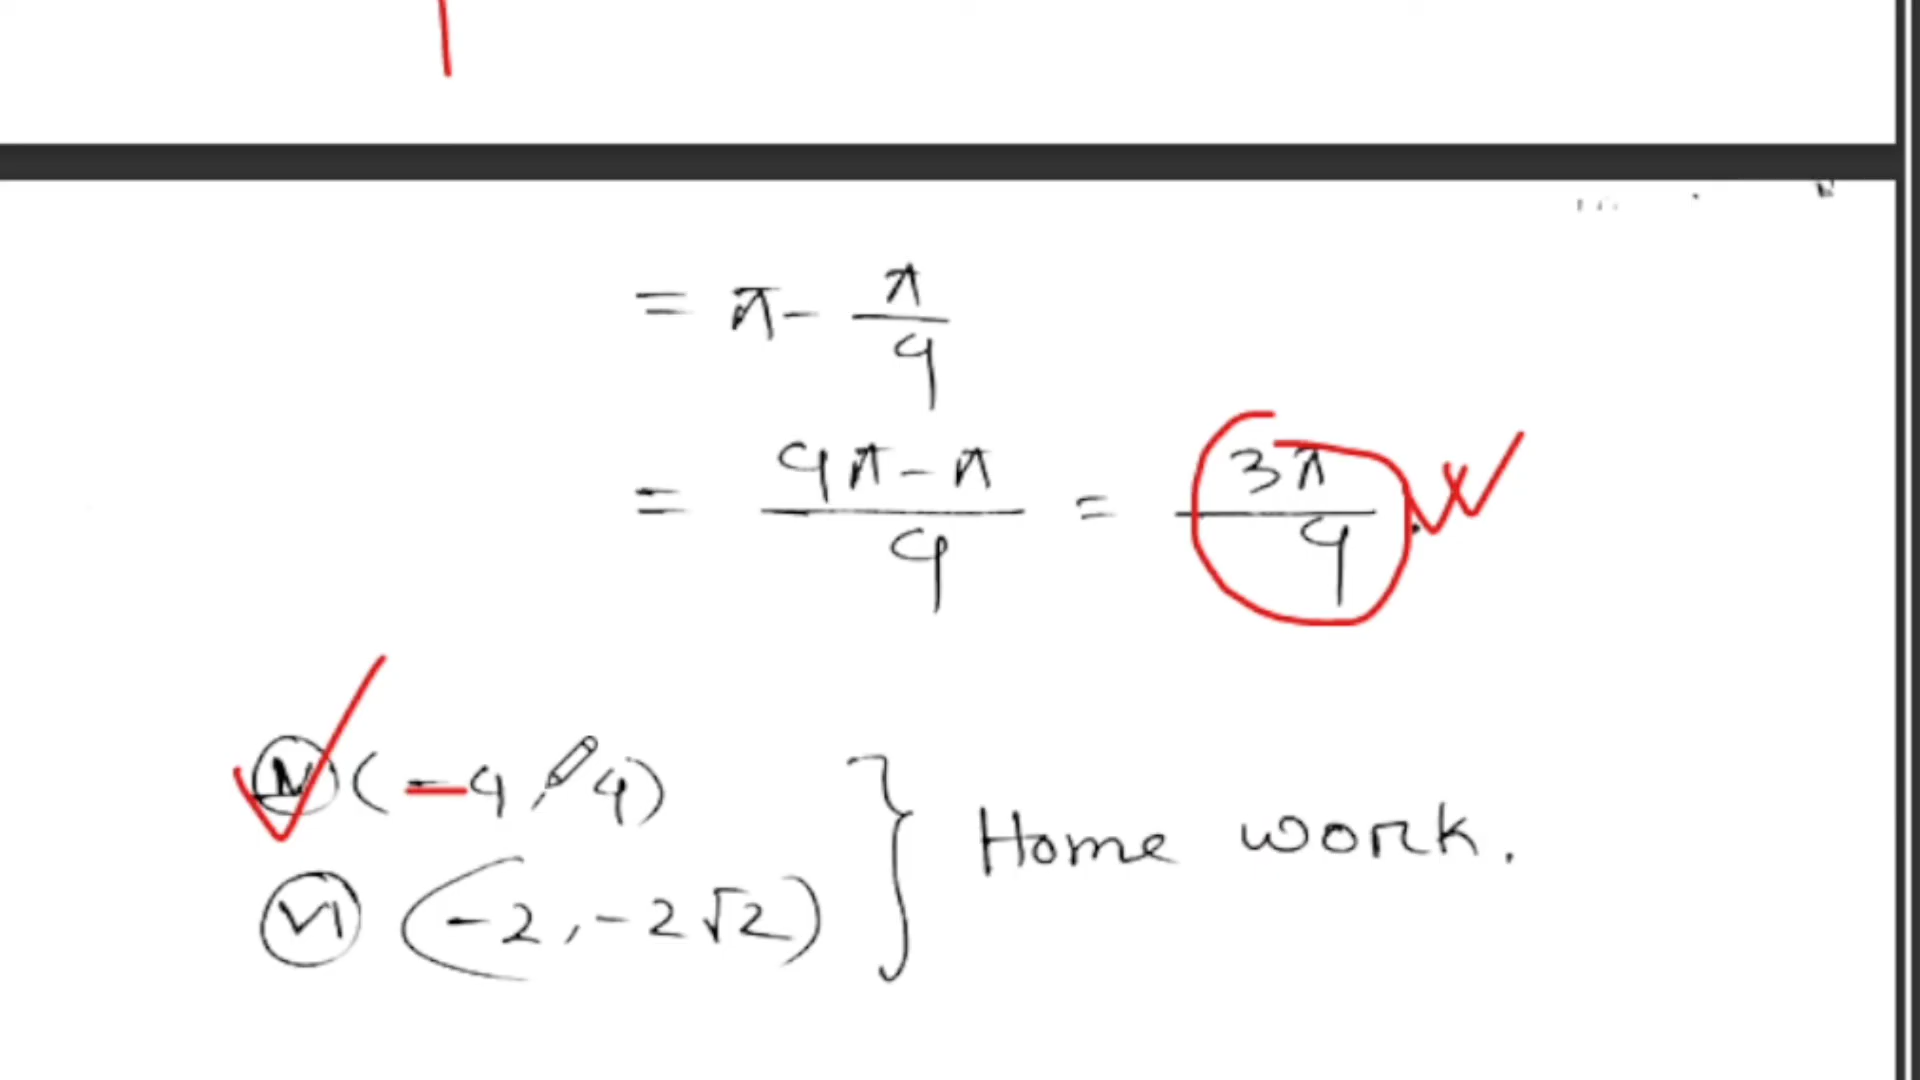 = π - π/4
= (4π - π)/4 = 3π/4.
(-4, 4)
VI (-2, -2√2) } Home work.